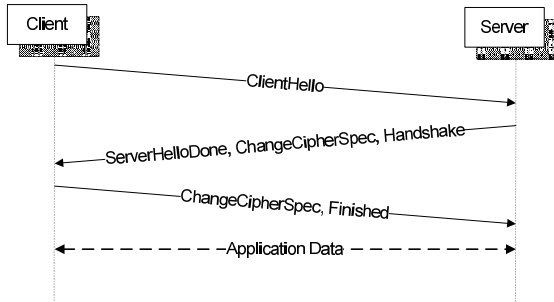 Client
Server
ClientHello
ServerHelloDone, ChangeCipherSpec, Handshake
ChangeCipherSpec, Finished
Application Data